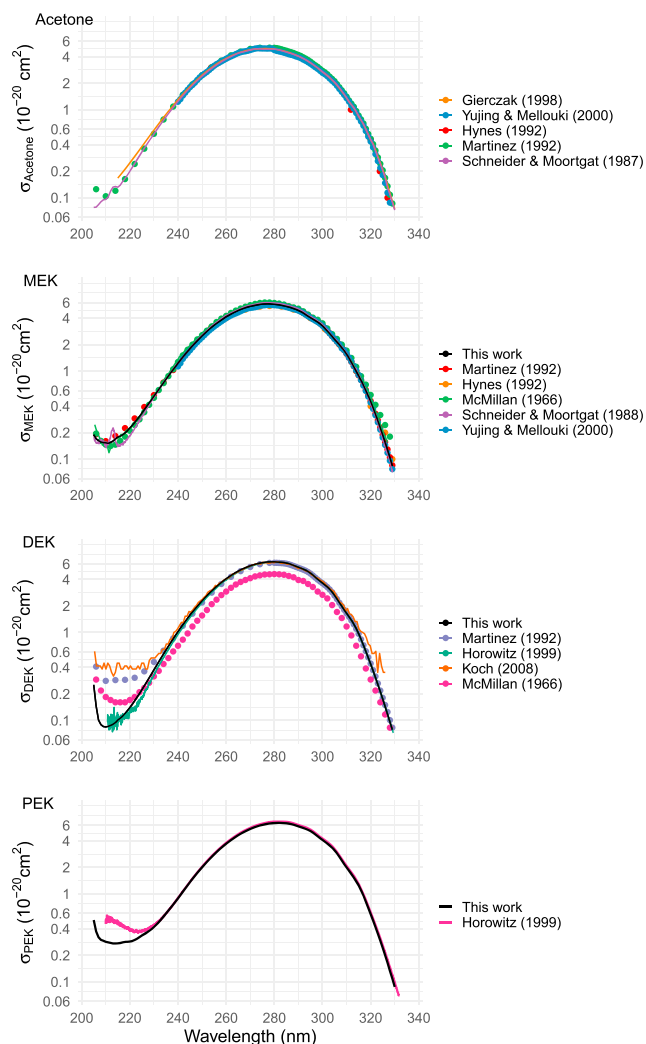 Acetone
σAcetone (10⁻²⁰ cm²)
6
4
2
1
0.6
0.4
0.2
0.1
0.06
200 220 240 260 280 300 320 340
Gierczak (1998)
Yujing & Mellouki (2000)
Hynes (1992)
Martinez (1992)
Schneider & Moortgat (1987)
MEK
σMEK (10⁻²⁰cm²)
6
4
2
1
0.6
0.4
0.2
0.1
0.06
200 220 240 260 280 300 320 340
This work
Martinez (1992)
Hynes (1992)
McMillan (1966)
Schneider & Moortgat (1988)
Yujing & Mellouki (2000)
DEK
σDEK (10⁻²⁰cm²)
6
4
2
1
0.6
0.4
0.2
0.1
0.06
200 220 240 260 280 300 320 340
This work
Martinez (1992)
Horowitz (1999)
Koch (2008)
McMillan (1966)
PEK
σPEK (10⁻²⁰cm²)
6
4
2
1
0.6
0.4
0.2
0.1
0.06
200 220 240 260 280 300 320 340
Wavelength (nm)
This work
Horowitz (1999)